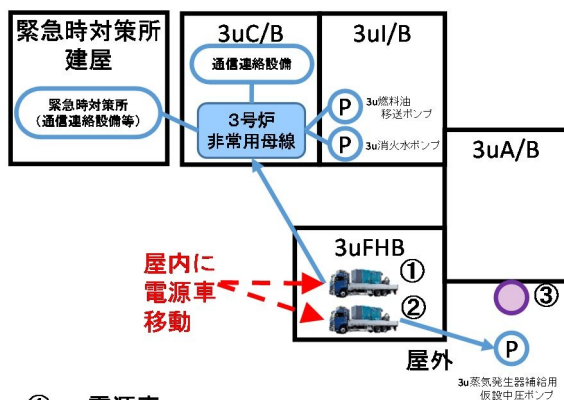 緊急時対策所
建屋
緊急時対策所
(通信連絡設備等)
3uC/B
通信連絡設備
3号炉
非常用母線
3uI/B
P
3u燃料油
移送ポンプ
P
3u消火水ポンプ
3uA/B
3uFHB
①
②
屋内に
電源車
移動
③
屋外
P
3u蒸気発生器補給用
仮設中圧ポンプ